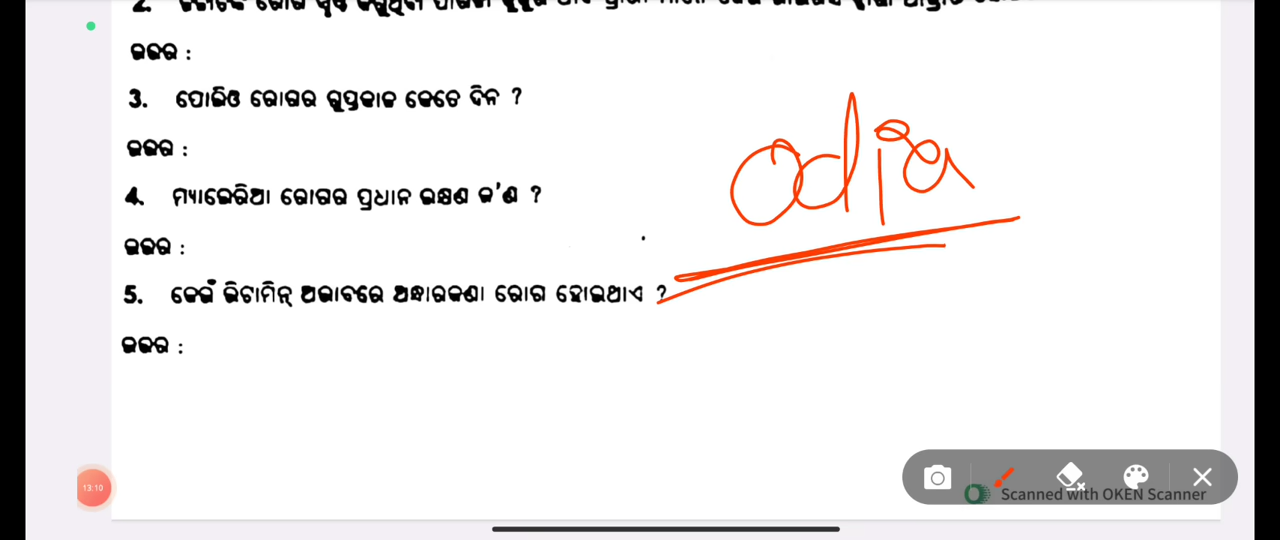 2.
ଉତ୍ତର :
3. ପୋଲିଓ ରୋଗର ଗୁପ୍ତକାଳ କେତେ ଦିନ ?
ଉତ୍ତର :
4. ମ୍ୟାଲେରିଆ ରୋଗର ପ୍ରଧାନ ଲକ୍ଷଣ କ'ଣ ?
ଉତ୍ତର :
5. କେଉଁ ଭିଟାମିନ୍ ଅଭାବରେ ଅନ୍ଧାରକଣା ରୋଗ ହୋଇଥାଏ ?
ଉତ୍ତର :
odia
13:10
Scanned with OKEN Scanner